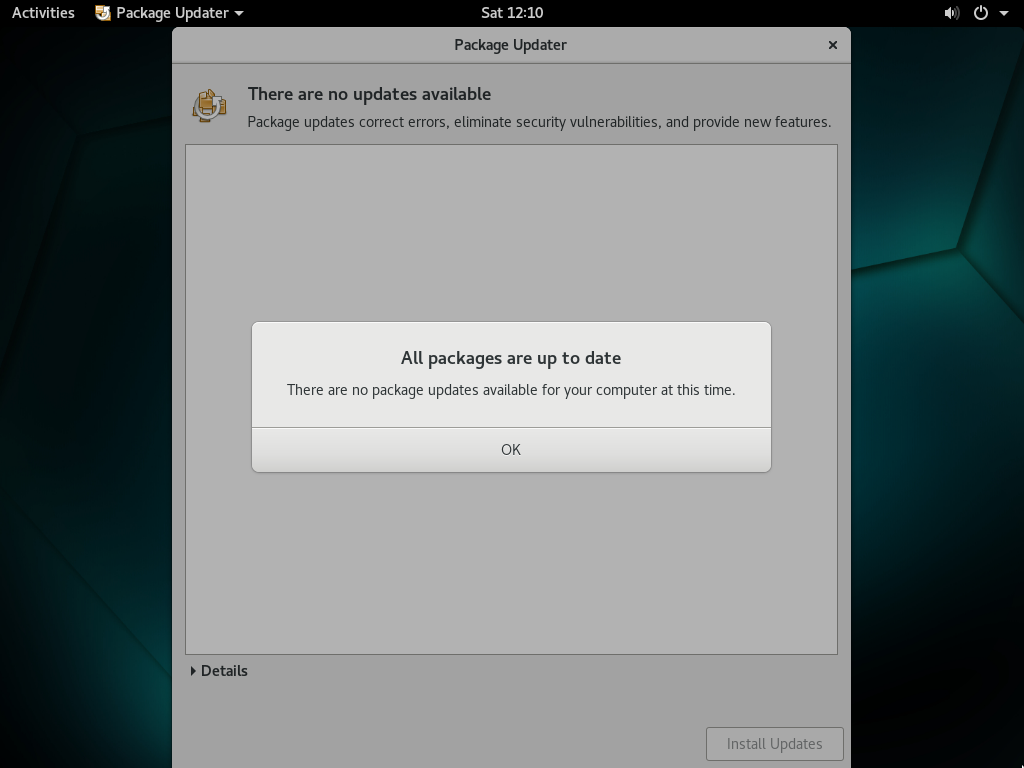 Activities Package Updater Sat 12:10
Package Updater
There are no updates available
Package updates correct errors, eliminate security vulnerabilities, and provide new features.
All packages are up to date
There are no package updates available for your computer at this time.
OK
Details
Install Updates